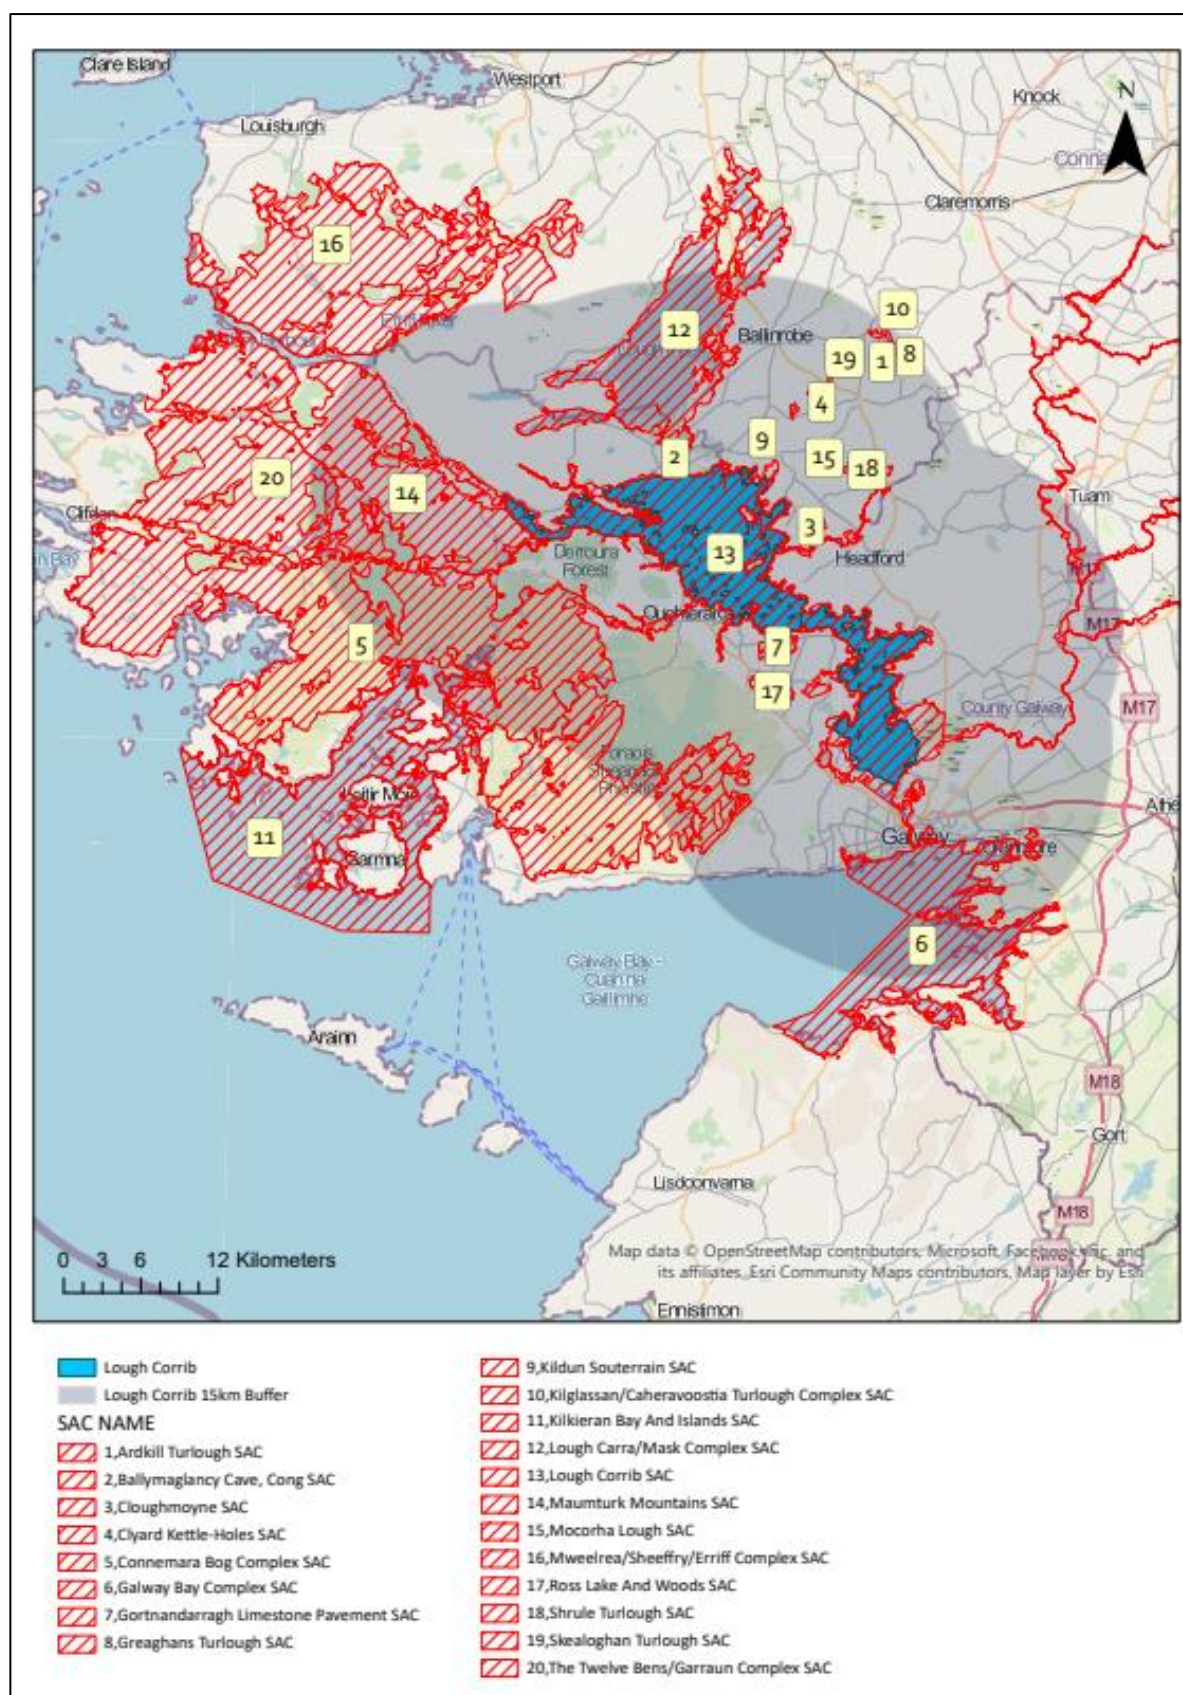 Clare Island
Westport
Knock
N
Louisburgh
Claremorris
16
10
12
Ballinrobe
19
1
8
4
9
2
15
18
20
14
Tuam
13
3
Headford
Derroura
Forest
M17
5
7
17
County Galway
M17
11
Galway
6
Galway Bay -
Cuan na
Gaillimhe
Árainn
M18
Gort
Lisdoonvarna
M18
0 3 6 12 Kilometers
Map data © OpenStreetMap contributors, Microsoft, Facebook, Inc. and
its affiliates, Esri Community Maps contributors, Map layer by Esri
Ennistimon
Lough Corrib
Lough Corrib 15km Buffer
SAC NAME
1,Ardkill Turlough SAC
2,Ballymaglancy Cave, Cong SAC
3,Cloughmoyne SAC
4,Clyard Kettle-Holes SAC
5,Connemara Bog Complex SAC
6,Galway Bay Complex SAC
7,Gortnandarragh Limestone Pavement SAC
8,Greaghans Turlough SAC
9,Kildun Souterrain SAC
10,Kilglassan/Caheravoostia Turlough Complex SAC
11,Kilkieran Bay And Islands SAC
12,Lough Carra/Mask Complex SAC
13,Lough Corrib SAC
14,Maumturk Mountains SAC
15,Mocorha Lough SAC
16,Mweelrea/Sheeffry/Erriff Complex SAC
17,Ross Lake And Woods SAC
18,Shrule Turlough SAC
19,Skealoghan Turlough SAC
20,The Twelve Bens/Garraun Complex SAC